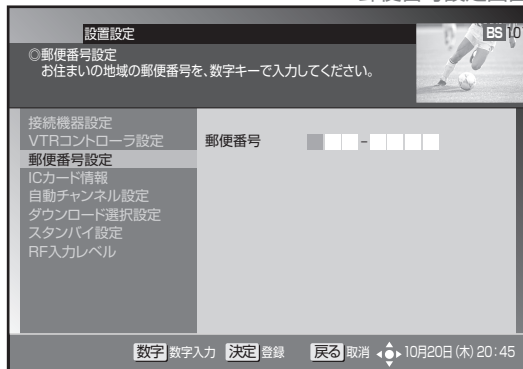 設置設定
BS 10
◎郵便番号設定
お住まいの地域の郵便番号を、数字キーで入力してください。
接続機器設定
VTRコントローラ設定
郵便番号設定
ICカード情報
自動チャンネル設定
ダウンロード選択設定
スタンバイ設定
RF入力レベル
郵便番号 -
数字 数字入力 決定 登録 戻る 取消 10月20日(木) 20:45